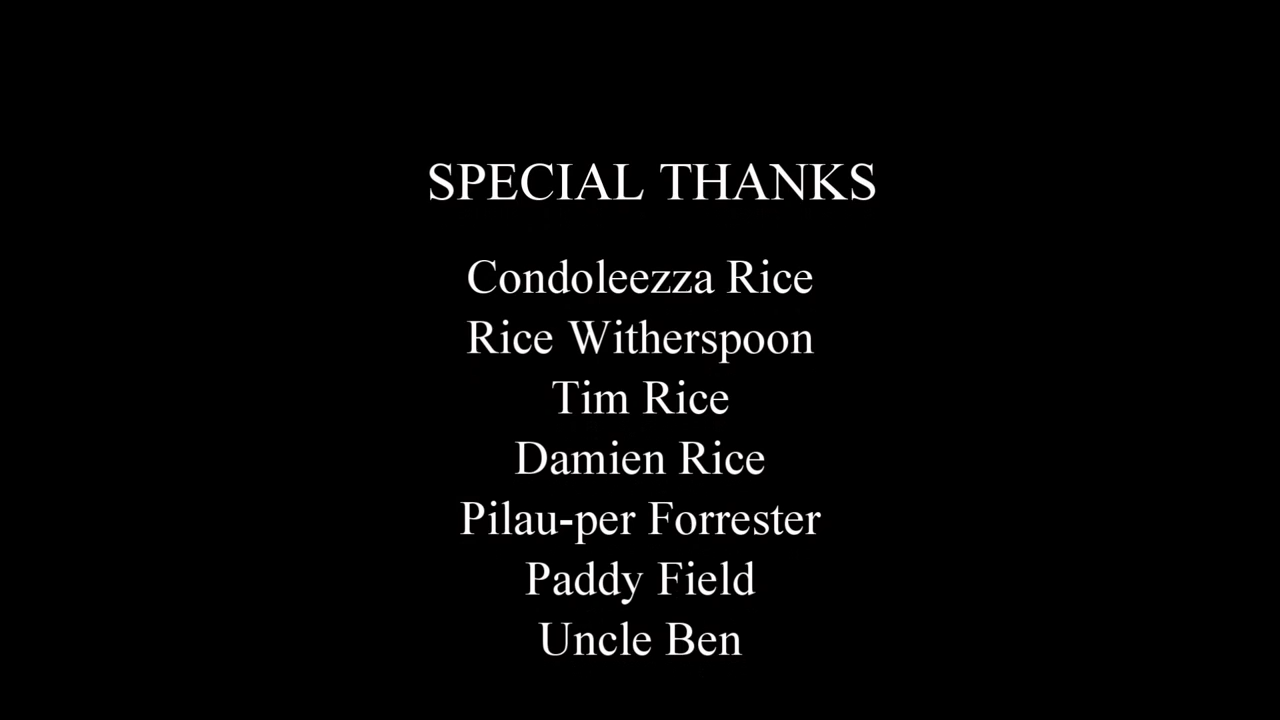 SPECIAL THANKS
Condoleezza Rice
Rice Witherspoon
Tim Rice
Damien Rice
Pilau-per Forrester
Paddy Field
Uncle Ben